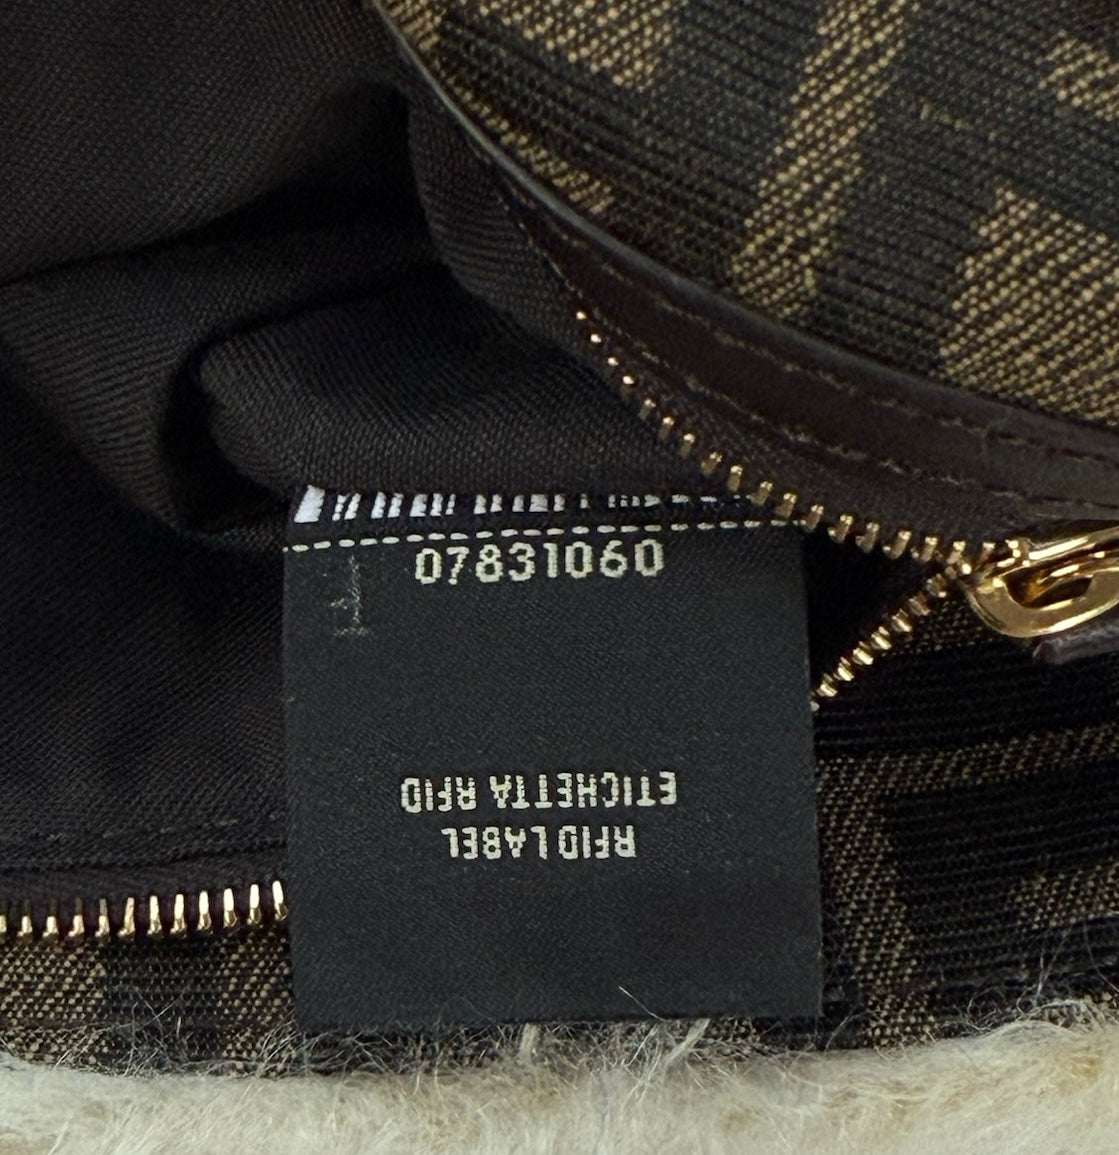 07831060
RFID LABEL
ETICHETTA RFID